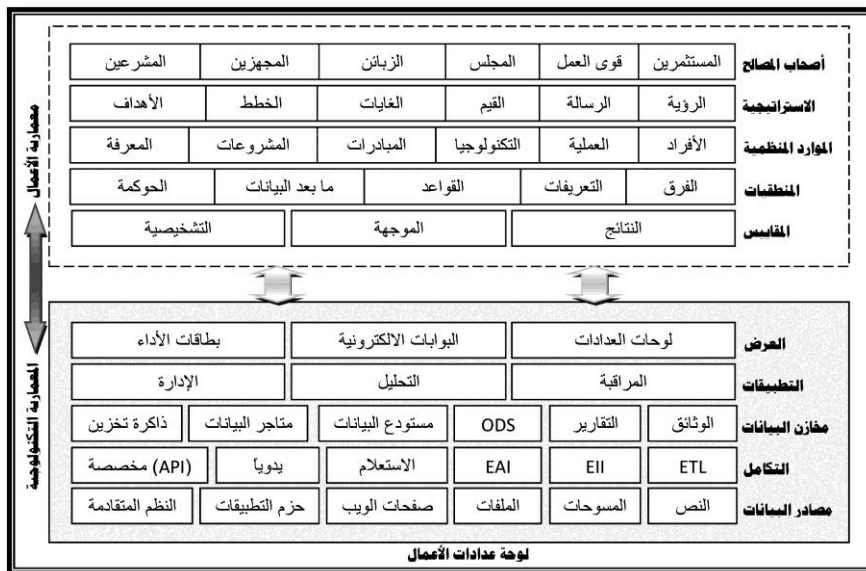 أصحاب المصالح المستثمرين قوى العمل المجلس الزبائن المجهزين المشرعين
الاستراتيجية الرؤية الرسالة القيم الغايات الخطط الأهداف
الموارد المنظمية الأفراد العملية التكنولوجيا المبادرات المشروعات المعرفة
المنطقيات الفرق التعريفات القواعد ما بعد البيانات الحوكمة
المقاييس النتائج الموجهة التشخيصية
معمارية الأعمال
العرض لوحات العدادات البوابات الالكترونية بطاقات الأداء
التطبيقات المراقبة التحليل الإدارة
مخازن البيانات الوثائق التقارير ODS مستودع البيانات متاجر البيانات ذاكرة تخزين
التكامل ETL EII EAI الاستعلام يدوياً مخصصة (API)
مصادر البيانات النص المسوحات الملفات صفحات الويب حزم التطبيقات النظم المتقادمة
المعمارية التكنولوجية
لوحة عدادات الأعمال